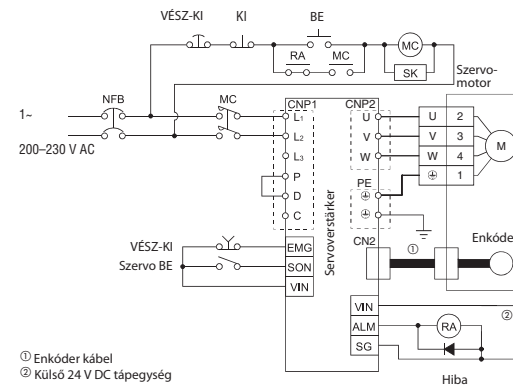 VÉSZ-KI KI BE
RA MC MC
SK
Szervo-
motor
NFB MC CNP1 CNP2
1~ L1 U U 2
L2 V V 3 M
200–230 V AC L3 W W 4
P 1
D PE
C
Szervoverstärker
CN2
Enkóde
VÉSZ-KI EMG ①
Szervo BE SON
VIN
VIN ②
ALM RA
SG
① Enkóder kábel
② Külső 24 V DC tápegység
Hiba